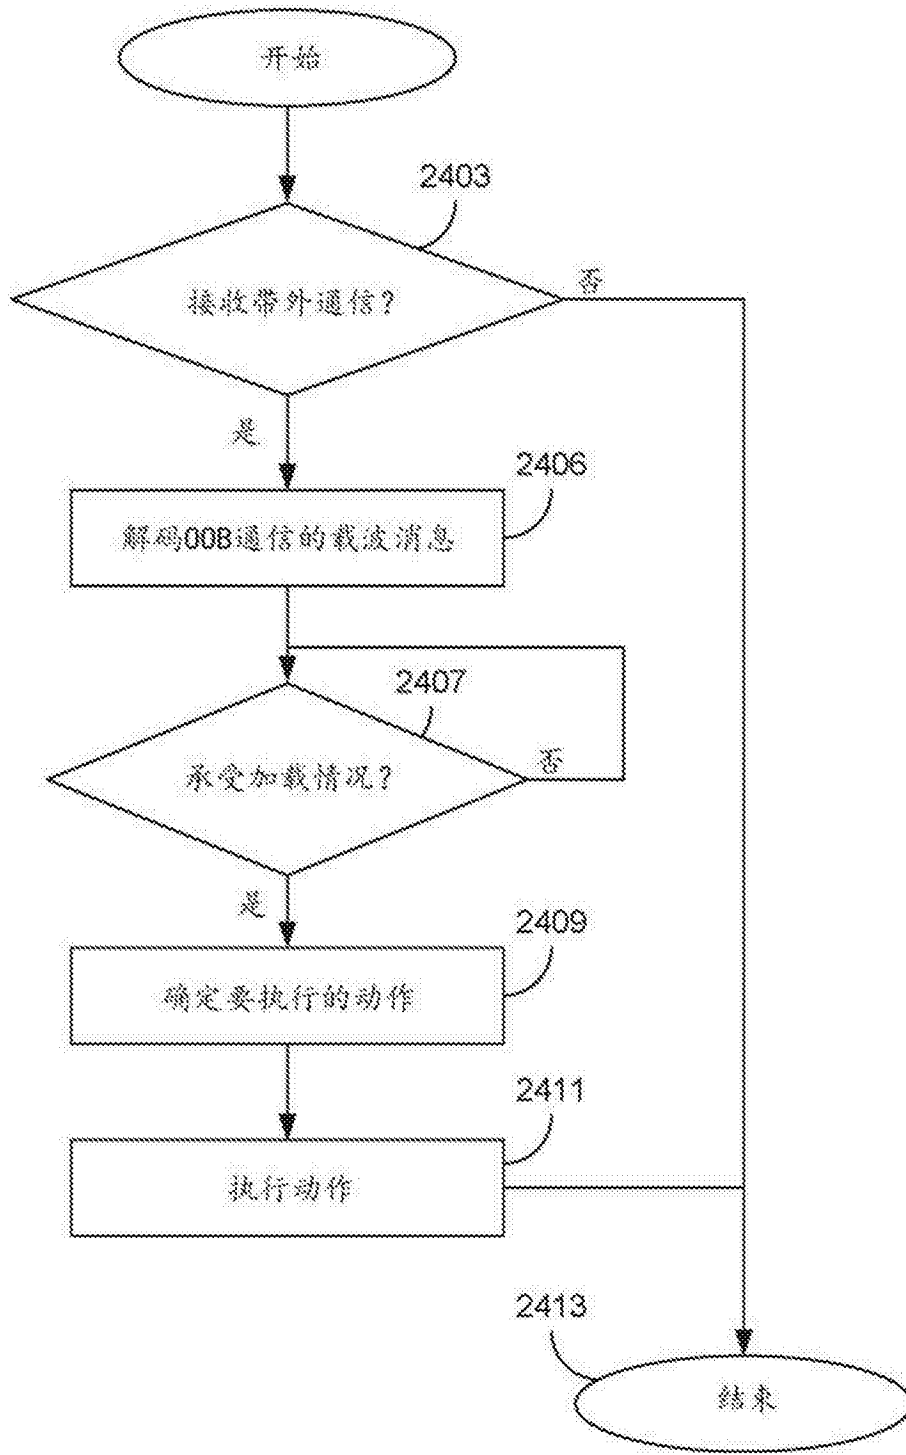 开始
2403
接收带外通信?
否
是
2406
解码OOB通信的载波消息
2407
承受加载情况?
否
是
2409
确定要执行的动作
2411
执行动作
2413
结束